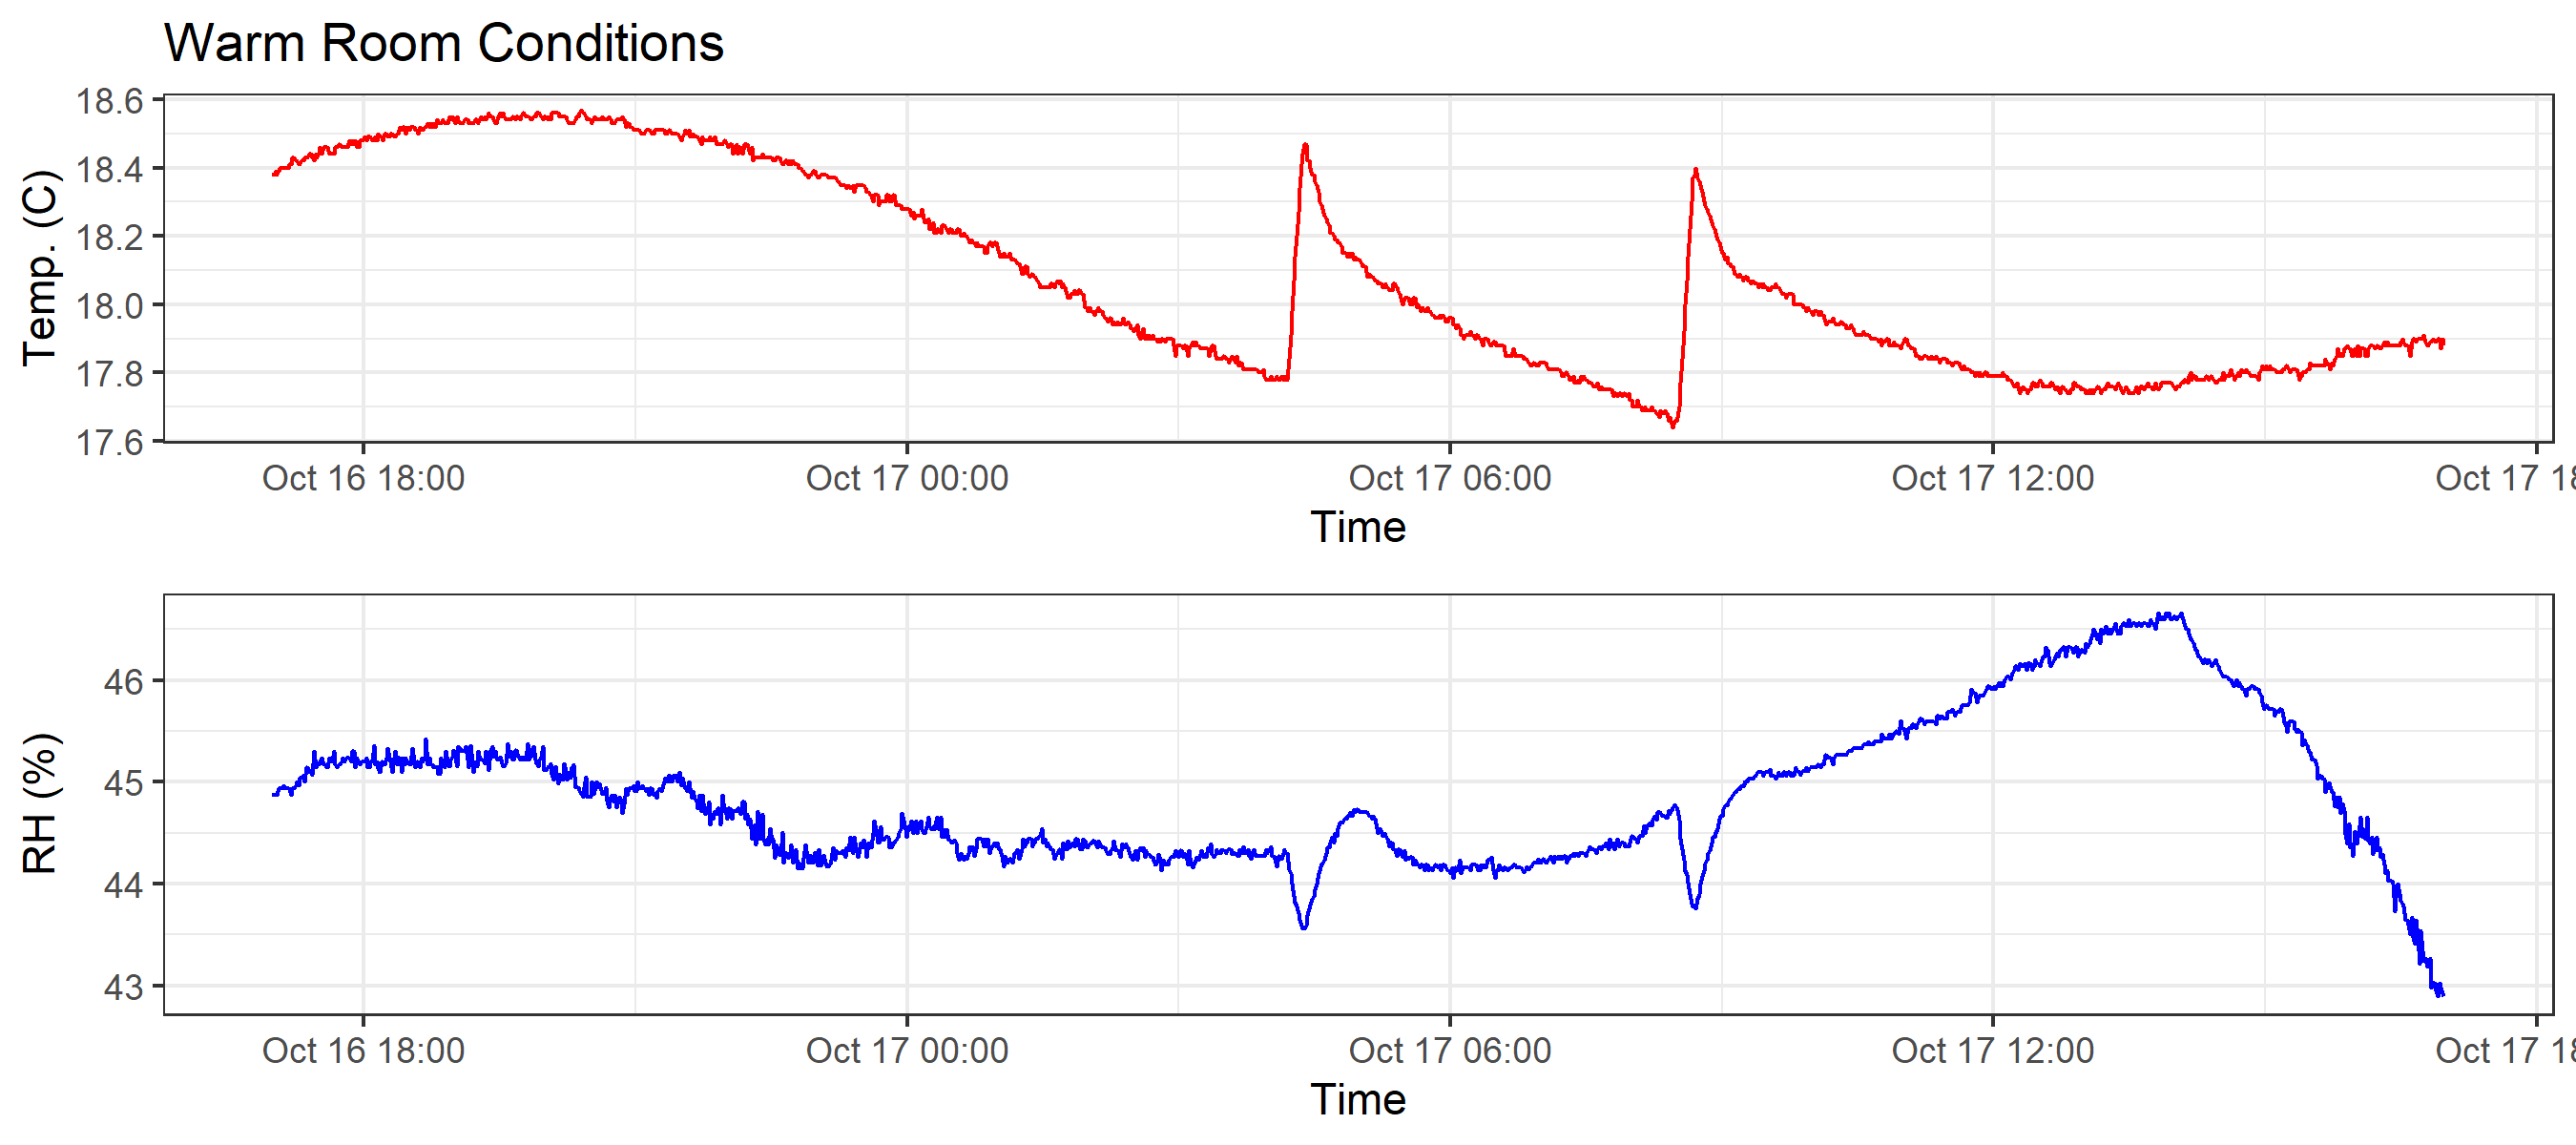 Warm Room Conditions
18.6
18.4
18.2
18.0
17.8
17.6
Temp. (C)
Oct 16 18:00 Oct 17 00:00 Oct 17 06:00 Oct 17 12:00 Oct 17 18
Time
46
45
44
43
RH (%)
Oct 16 18:00 Oct 17 00:00 Oct 17 06:00 Oct 17 12:00 Oct 17 18
Time